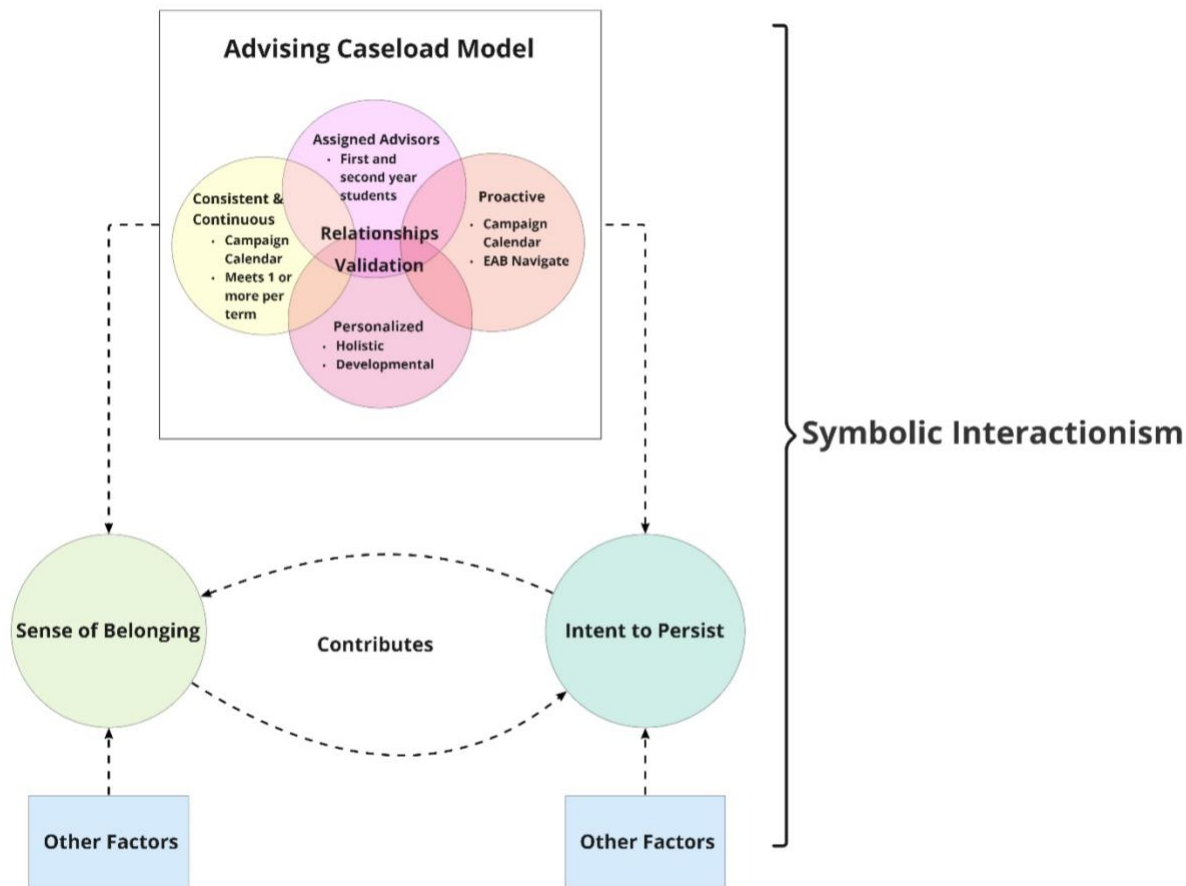 Advising Caseload Model
Assigned Advisors
• First and
second year
students
Consistent &
Continuous
• Campaign
Calendar
• Meets 1 or
more per
term
Proactive
• Campaign
Calendar
• EAB Navigate
Relationships
Validation
Personalized
• Holistic
• Developmental
Symbolic Interactionism
Sense of Belonging
Contributes
Intent to Persist
Other Factors
Other Factors